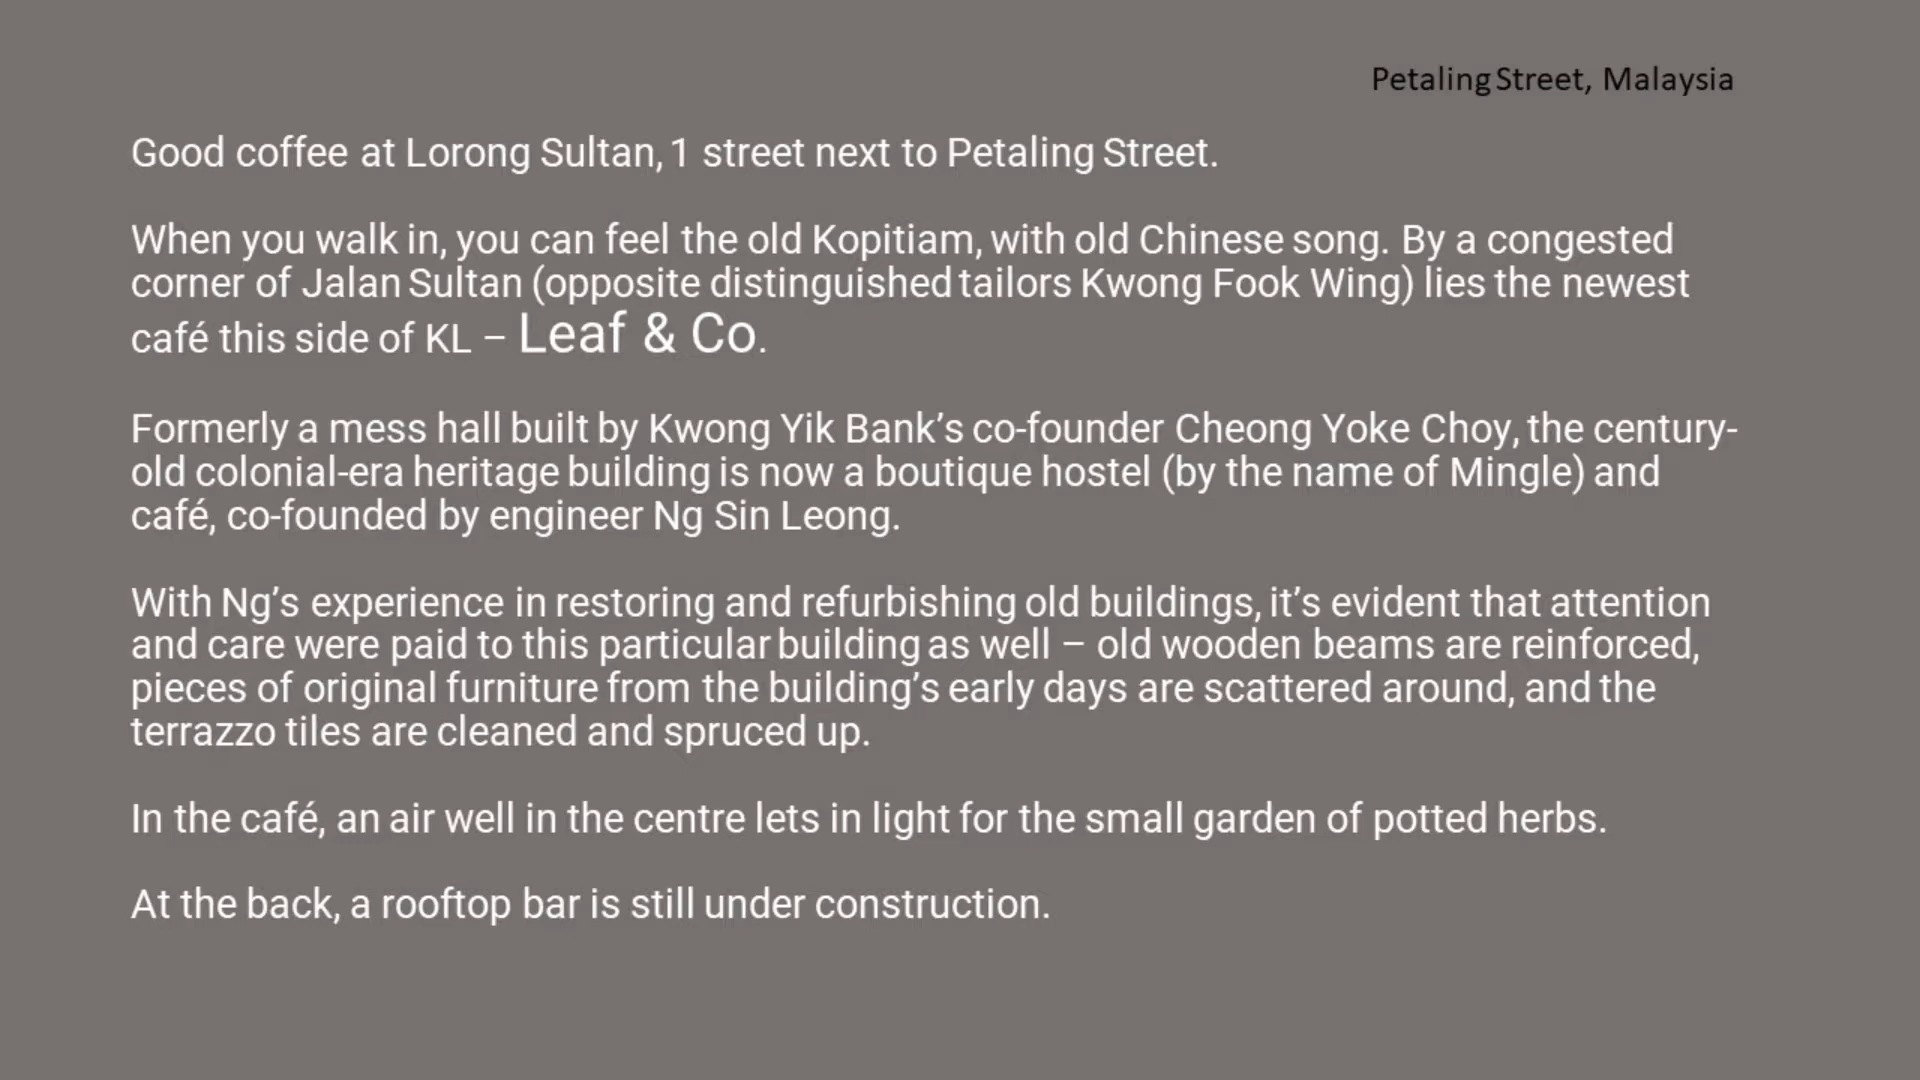 Petaling Street, Malaysia
Good coffee at Lorong Sultan, 1 street next to Petaling Street.
When you walk in, you can feel the old Kopitiam, with old Chinese song. By a congested
corner of Jalan Sultan (opposite distinguished tailors Kwong Fook Wing) lies the newest
café this side of KL – Leaf & Co.
Formerly a mess hall built by Kwong Yik Bank’s co-founder Cheong Yoke Choy, the century-
old colonial-era heritage building is now a boutique hostel (by the name of Mingle) and
café, co-founded by engineer Ng Sin Leong.
With Ng’s experience in restoring and refurbishing old buildings, it’s evident that attention
and care were paid to this particular building as well – old wooden beams are reinforced,
pieces of original furniture from the building’s early days are scattered around, and the
terrazzo tiles are cleaned and spruced up.
In the café, an air well in the centre lets in light for the small garden of potted herbs.
At the back, a rooftop bar is still under construction.